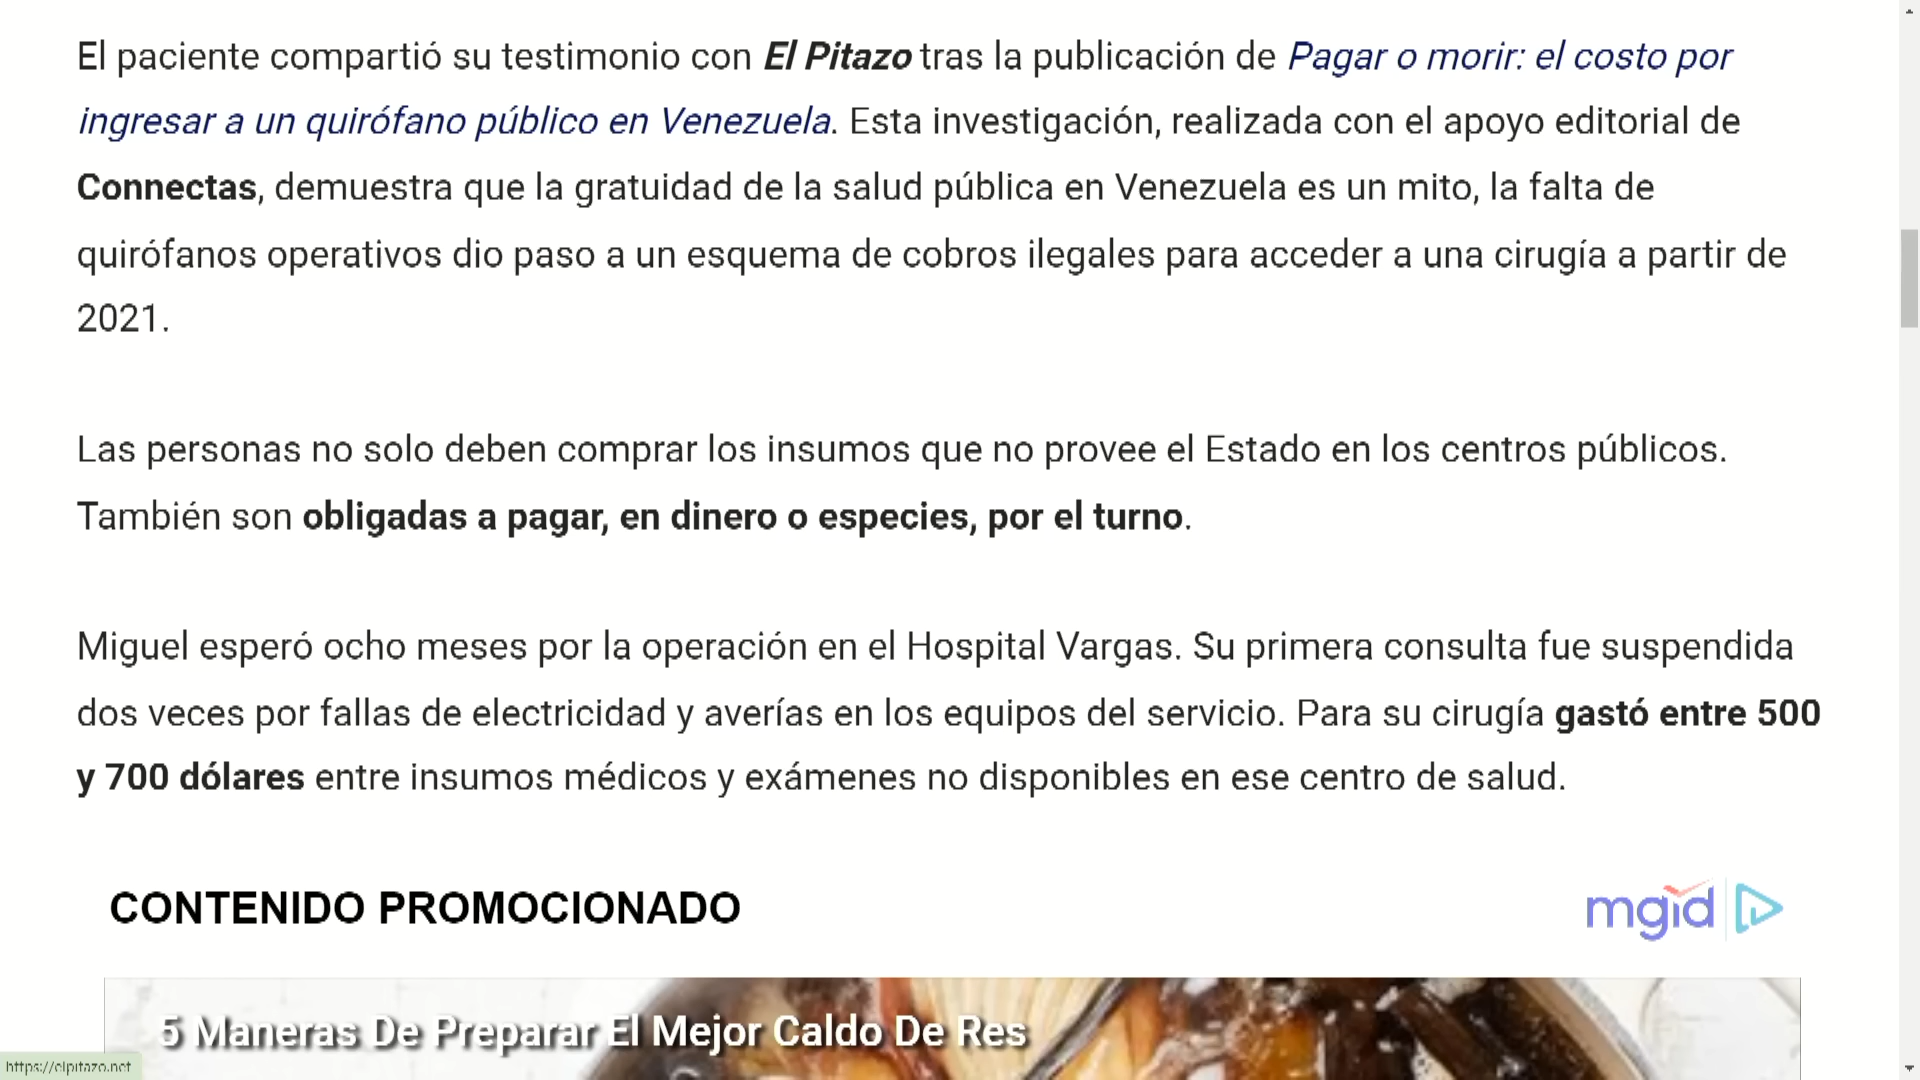 El paciente compartió su testimonio con El Pitazo tras la publicación de Pagar o morir: el costo por
ingresar a un quirófano público en Venezuela. Esta investigación, realizada con el apoyo editorial de
Connectas, demuestra que la gratuidad de la salud pública en Venezuela es un mito, la falta de
quirófanos operativos dio paso a un esquema de cobros ilegales para acceder a una cirugía a partir de
2021.
Las personas no solo deben comprar los insumos que no provee el Estado en los centros públicos.
También son obligadas a pagar, en dinero o especies, por el turno.
Miguel esperó ocho meses por la operación en el Hospital Vargas. Su primera consulta fue suspendida
dos veces por fallas de electricidad y averías en los equipos del servicio. Para su cirugía gastó entre 500
y 700 dólares entre insumos médicos y exámenes no disponibles en ese centro de salud.
CONTENIDO PROMOCIONADO
mgid
5 Maneras De Preparar El Mejor Caldo De Res
https://elpitazo.net